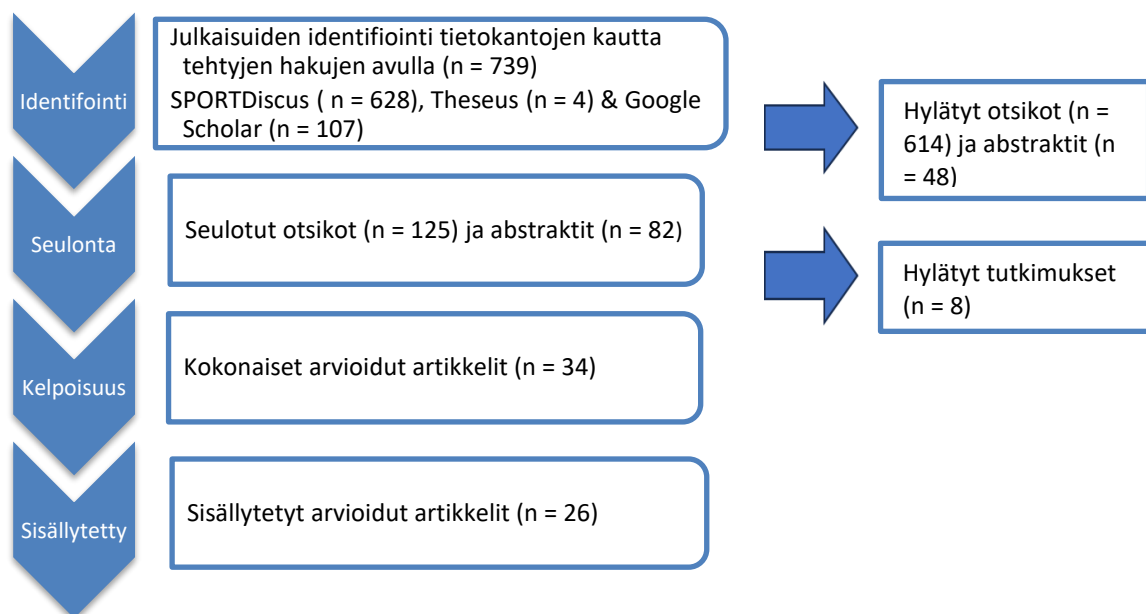 Identifointi
Julkaisuiden identifiointi tietokantojen kautta
tehtyjen hakujen avulla (n = 739)
SPORTDiscus ( n = 628), Theseus (n = 4) & Google
Scholar (n = 107)
Hylätyt otsikot (n =
614) ja abstraktit (n
= 48)
Seulonta
Seulotut otsikot (n = 125) ja abstraktit (n = 82)
Hylätyt tutkimukset
(n = 8)
Kelpoisuus
Kokonaiset arvioidut artikkelit (n = 34)
Sisällytetty
Sisällytetyt arvioidut artikkelit (n = 26)